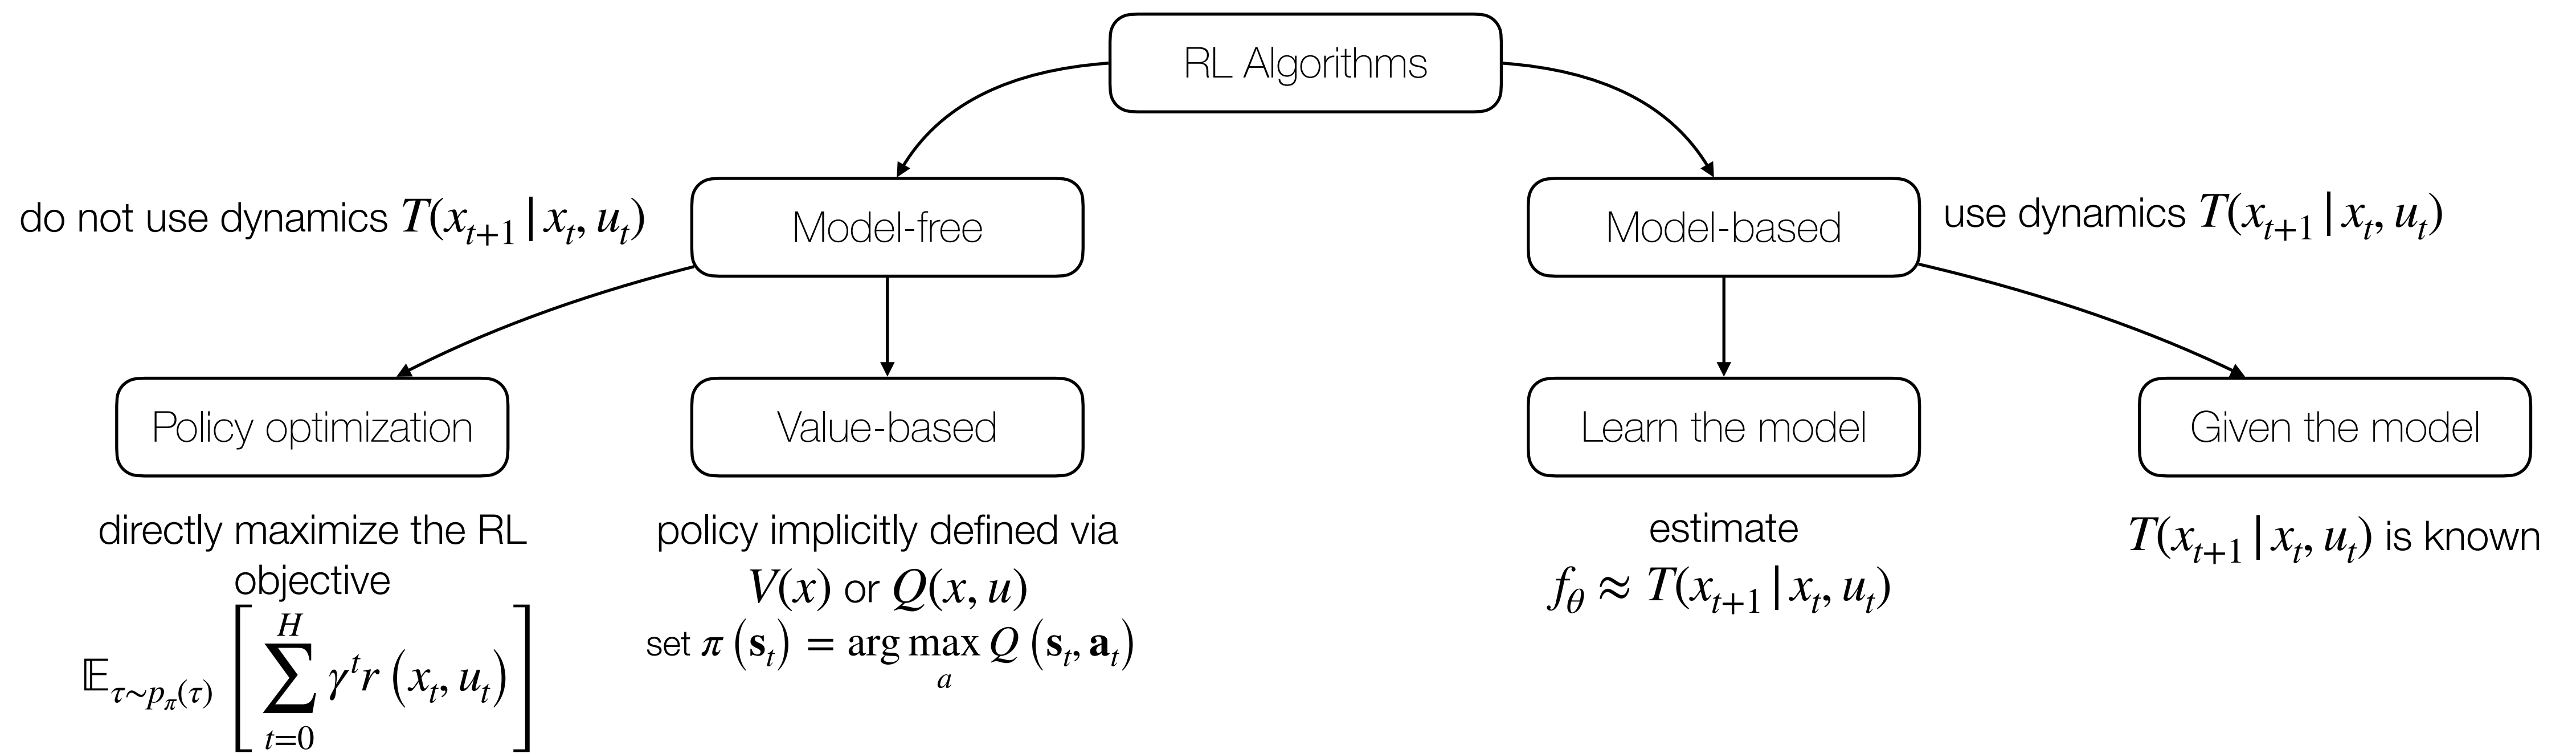 RL Algorithms
do not use dynamics T(x_{t+1} | x_t, u_t)
Model-free
Model-based
use dynamics T(x_{t+1} | x_t, u_t)
Policy optimization
Value-based
Learn the model
Given the model
directly maximize the RL
objective
𝔼_{τ∼p_π(τ)} [ ∑_{t=0}^{H} γ^t r (x_t, u_t) ]
policy implicitly defined via
V(x) or Q(x, u)
set π (s_t) = arg max_a Q (s_t, a_t)
estimate
f_θ ≈ T(x_{t+1} | x_t, u_t)
T(x_{t+1} | x_t, u_t) is known